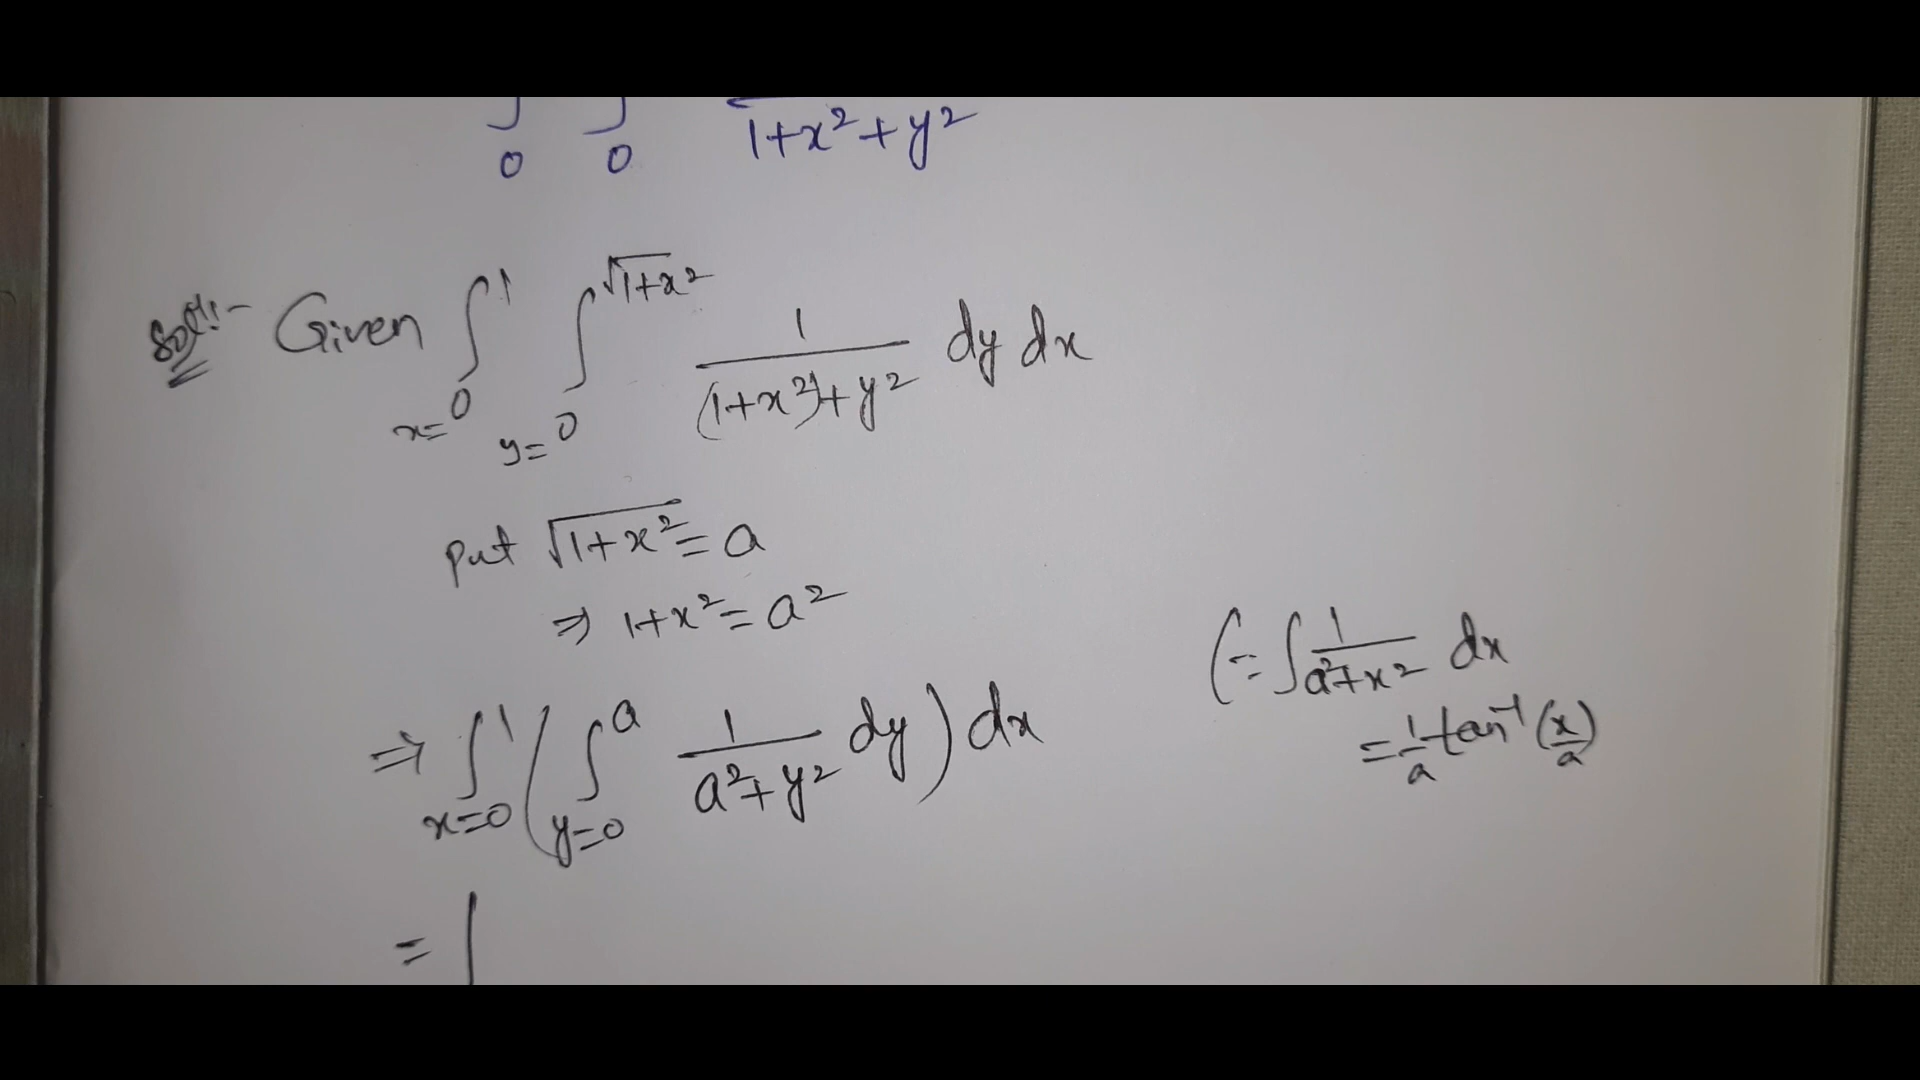 ∫₀ ∫₀ 1+x²+y²
Sol:- Given ∫_{x=0}^{1} ∫_{y=0}^{√1+x²} 1/((1+x²)+y²) dy dx
put √(1+x²) = a
⇒ 1+x² = a²
(∵ ∫ 1/(a²+x²) dx
= 1/a tan⁻¹(x/a)
⇒ ∫_{x=0}^{1} ( ∫_{y=0}^{a} 1/(a²+y²) dy ) dx
= ∫